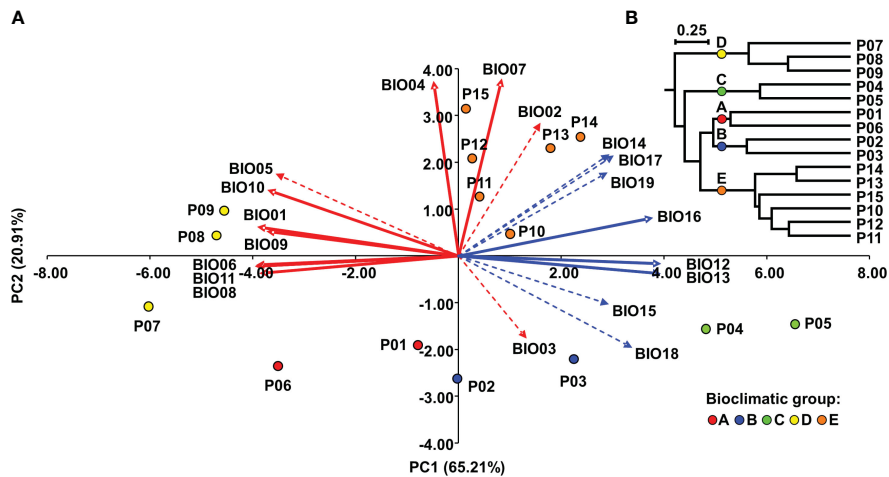 A
B
0.25
D
C
A
B
E
P07
P08
P09
P04
P05
P01
P06
P02
P03
P14
P13
P15
P10
P12
P11
4.00
3.00
2.00
1.00
-1.00
-2.00
-3.00
-4.00
-8.00
-6.00
-4.00
-2.00
0.00
2.00
4.00
6.00
8.00
PC2 (20.91%)
PC1 (65.21%)
BIO04
BIO07
BIO02
P15
P14
P13
P12
P11
P10
BIO14
BIO17
BIO19
BIO16
BIO05
BIO10
P09
BIO01
P08
BIO09
BIO06
BIO11
BIO08
BIO12
BIO13
BIO15
BIO03
BIO18
P07
P01
P06
P02
P03
P04
P05
Bioclimatic group:
A B C D E